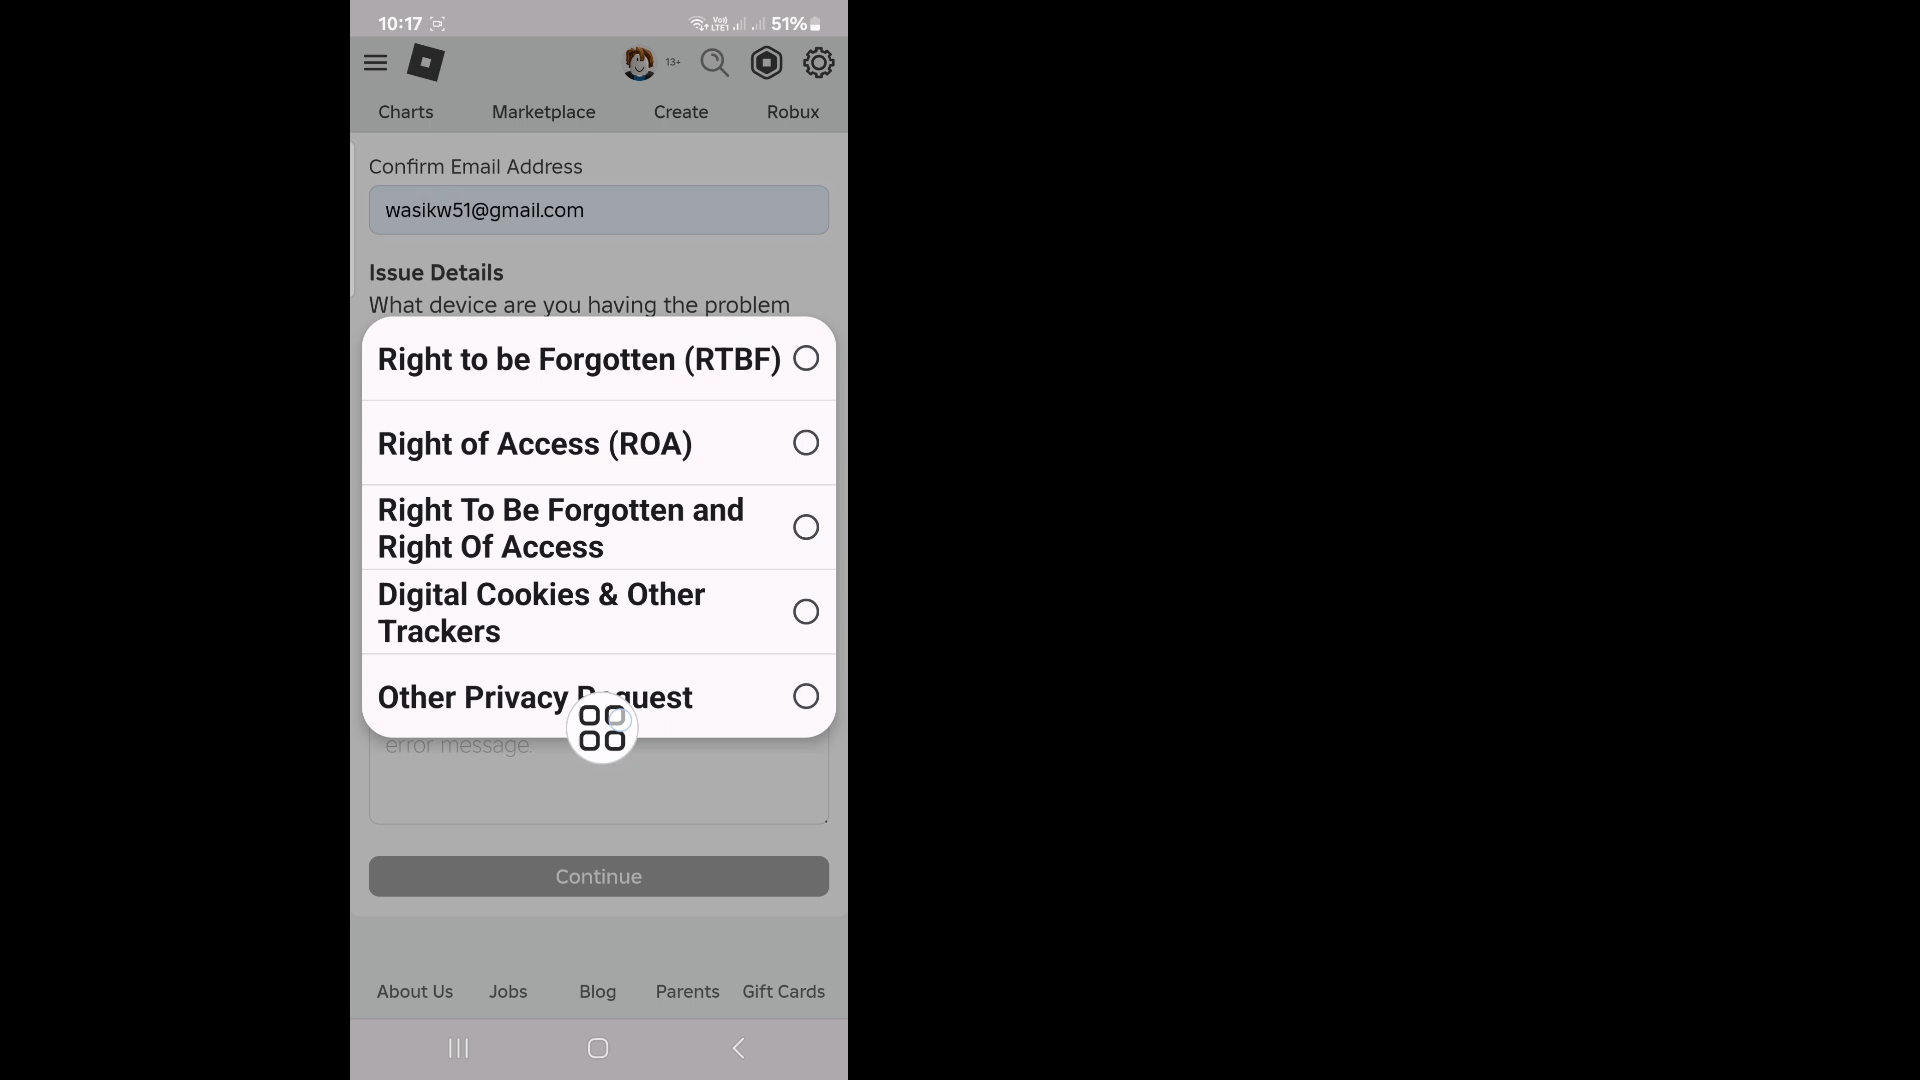 10:17 Vo)) LTE1 51%
13+
Charts Marketplace Create Robux
Confirm Email Address
wasikw51@gmail.com
Issue Details
What device are you having the problem
Right to be Forgotten (RTBF)
Right of Access (ROA)
Right To Be Forgotten and
Right Of Access
Digital Cookies & Other
Trackers
Other Privacy Request
error message.
Continue
About Us Jobs Blog Parents Gift Cards